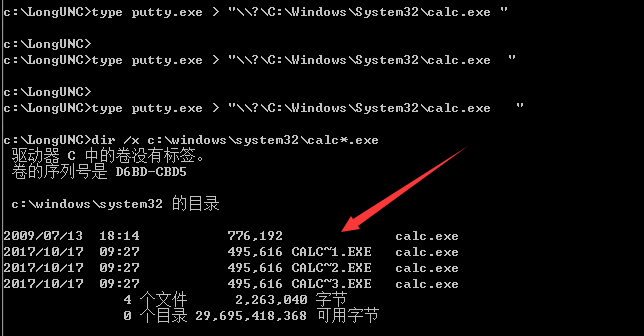 c:\LongUNC>type putty.exe > "\\?\C:\Windows\System32\calc.exe "
c:\LongUNC>
c:\LongUNC>type putty.exe > "\\?\C:\Windows\System32\calc.exe  "
c:\LongUNC>
c:\LongUNC>type putty.exe > "\\?\C:\Windows\System32\calc.exe   "
c:\LongUNC>dir /x c:\windows\system32\calc*.exe
驱动器 C 中的卷没有标签。
卷的序列号是 D6BD-CBD5
c:\windows\system32 的目录
2009/07/13  18:14           776,192              calc.exe
2017/10/17  09:27           495,616 CALC~1.EXE   calc.exe
2017/10/17  09:27           495,616 CALC~2.EXE   calc.exe
2017/10/17  09:27           495,616 CALC~3.EXE   calc.exe
4 个文件      2,263,040 字节
0 个目录 29,695,418,368 可用字节